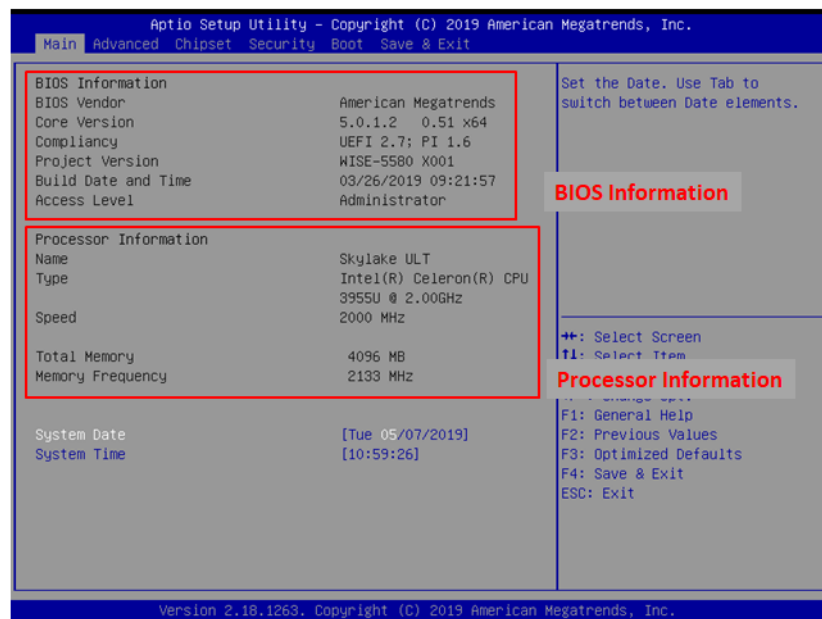 Aptio Setup Utility – Copyright (C) 2019 American Megatrends, Inc.
Main Advanced Chipset Security Boot Save & Exit
BIOS Information
BIOS Vendor American Megatrends
Core Version 5.0.1.2 0.51 x64
Compliancy UEFI 2.7; PI 1.6
Project Version WISE-5580 X001
Build Date and Time 03/26/2019 09:21:57
Access Level Administrator
Processor Information
Name Skylake ULT
Type Intel(R) Celeron(R) CPU
3955U @ 2.00GHz
Speed 2000 MHz
Total Memory 4096 MB
Memory Frequency 2133 MHz
System Date [Tue 05/07/2019]
System Time [10:59:26]
Set the Date. Use Tab to
switch between Date elements.
BIOS Information
→←: Select Screen
↑↓: Select Item
Processor Information
F1: General Help
F2: Previous Values
F3: Optimized Defaults
F4: Save & Exit
ESC: Exit
Version 2.18.1263. Copyright (C) 2019 American Megatrends, Inc.